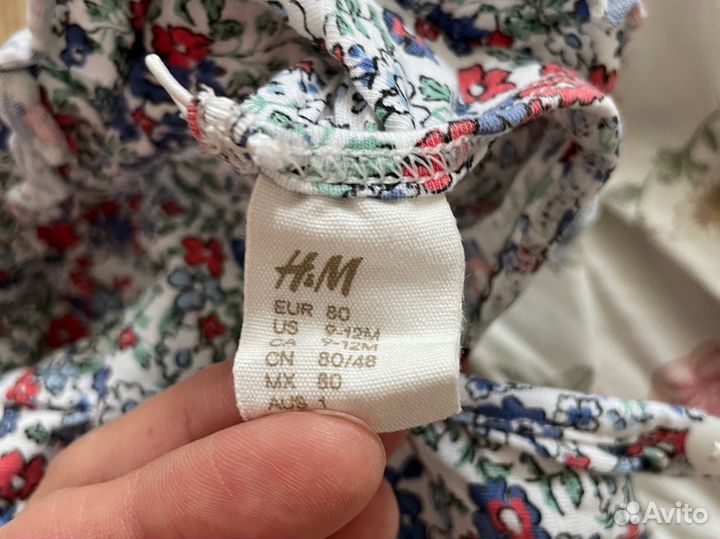 H&M
EUR 80
US 9-12M
CA 9-12M
CN 80/48
MX 80
AUS 1
Avito